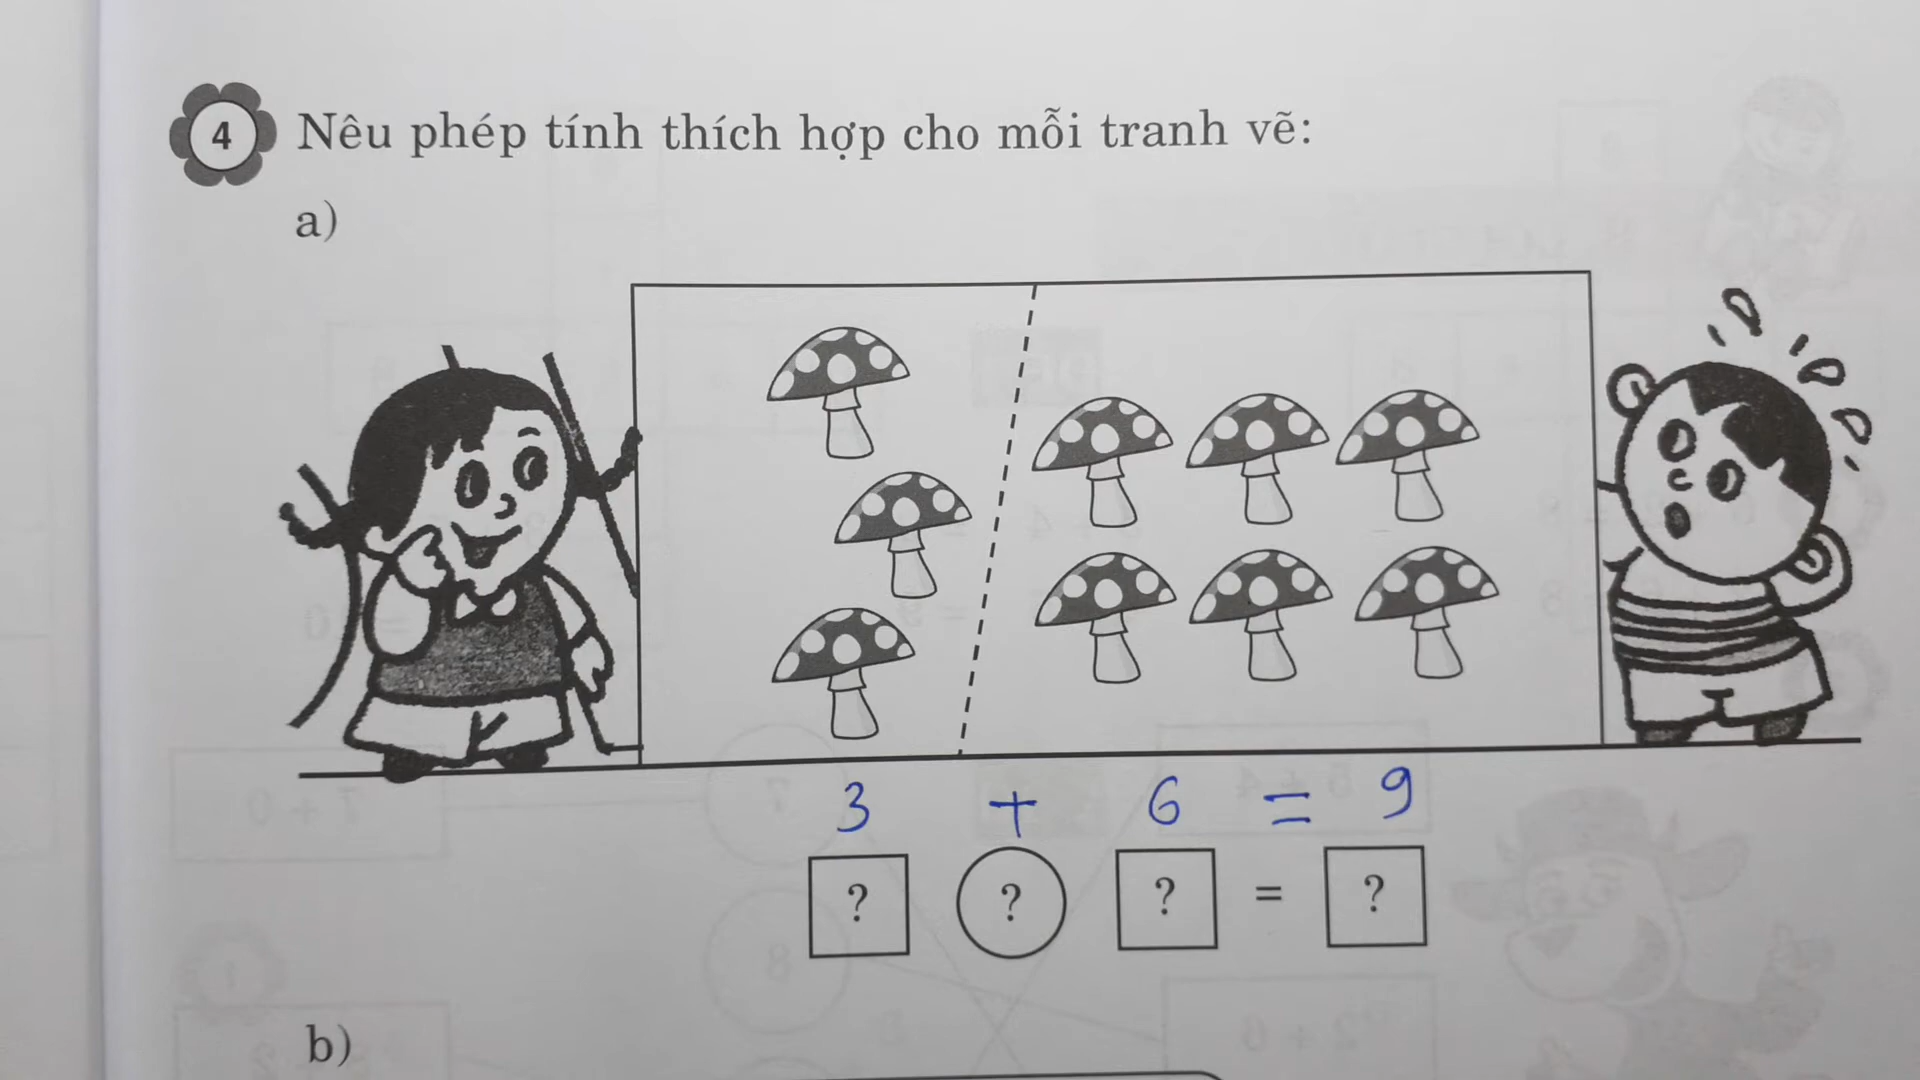 4 Nêu phép tính thích hợp cho mỗi tranh vẽ:
a)
3 + 6 = 9
? ? ? = ?
b)